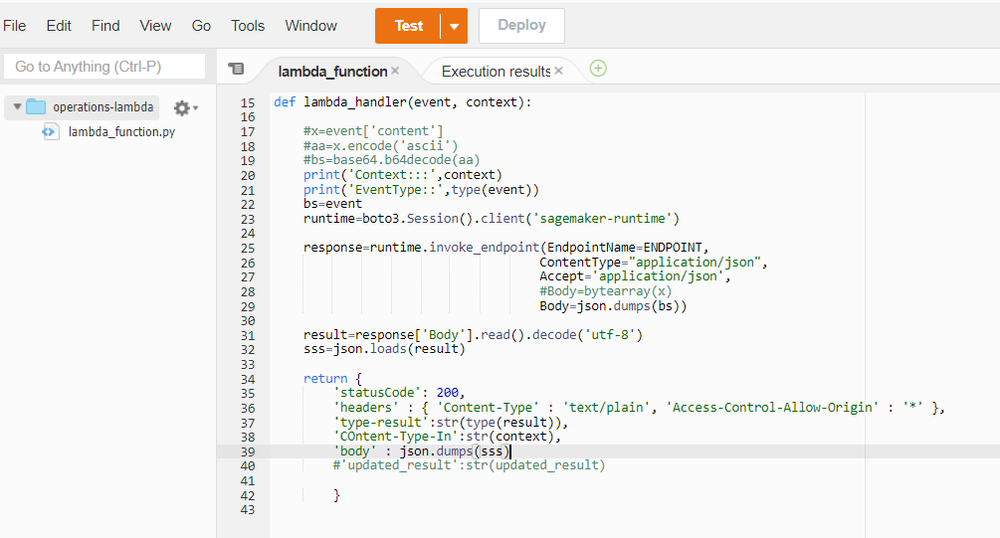 File Edit Find View Go Tools Window Test Deploy
Go to Anything (Ctrl-P)
lambda_function Execution results
operations-lambda
lambda_function.py
15 def lambda_handler(event, context):
16
17 #x=event['content']
18 #aa=x.encode('ascii')
19 #bs=base64.b64decode(aa)
20 print('Context:::',context)
21 print('EventType::',type(event))
22 bs=event
23 runtime=boto3.Session().client('sagemaker-runtime')
24
25 response=runtime.invoke_endpoint(EndpointName=ENDPOINT,
26 ContentType="application/json",
27 Accept='application/json',
28 #Body=bytearray(x)
29 Body=json.dumps(bs))
30
31 result=response['Body'].read().decode('utf-8')
32 sss=json.loads(result)
33
34 return {
35 'statusCode': 200,
36 'headers' : { 'Content-Type' : 'text/plain', 'Access-Control-Allow-Origin' : '*' },
37 'type-result':str(type(result)),
38 'COntent-Type-In':str(context),
39 'body' : json.dumps(sss)
40 #'updated_result':str(updated_result)
41
42 }
43